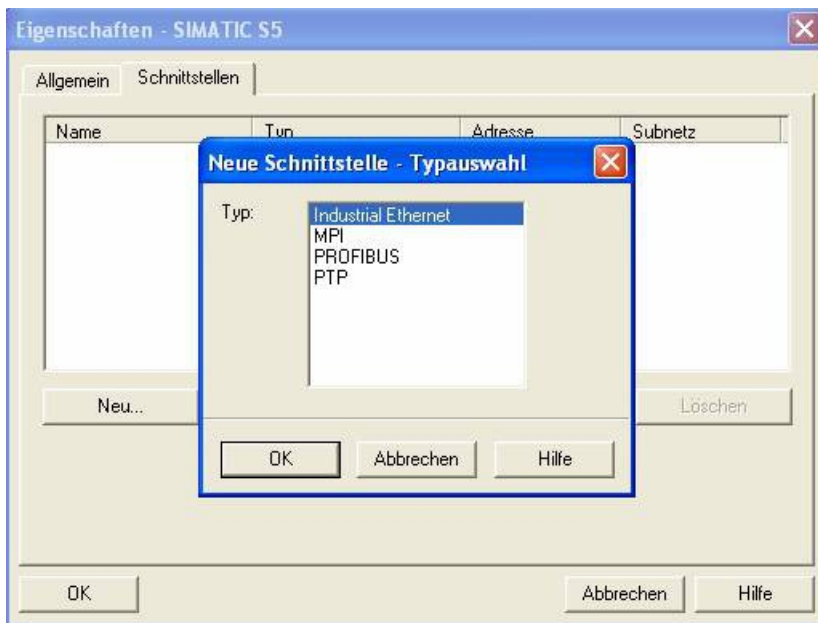 Eigenschaften - SIMATIC S5
Allgemein Schnittstellen
Name Typ Adresse Subnetz
Neue Schnittstelle - Typauswahl
Typ: Industrial Ethernet
MPI
PROFIBUS
PTP
Neu... Löschen
OK Abbrechen Hilfe
OK Abbrechen Hilfe